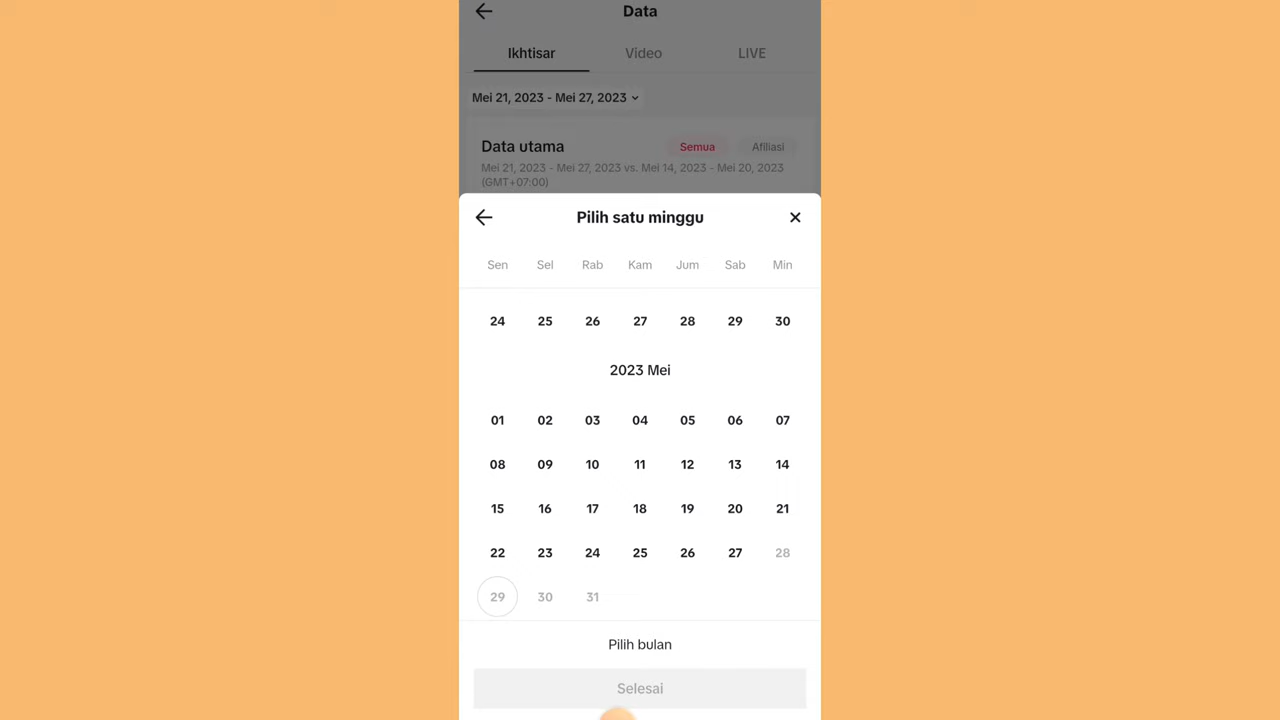 Data
Ikhtisar Video LIVE
Mei 21, 2023 - Mei 27, 2023
Data utama Semua Afiliasi
Mei 21, 2023 - Mei 27, 2023 vs. Mei 14, 2023 - Mei 20, 2023
(GMT+07:00)
Pilih satu minggu
Sen Sel Rab Kam Jum Sab Min
24 25 26 27 28 29 30
2023 Mei
01 02 03 04 05 06 07
08 09 10 11 12 13 14
15 16 17 18 19 20 21
22 23 24 25 26 27 28
29 30 31
Pilih bulan
Selesai